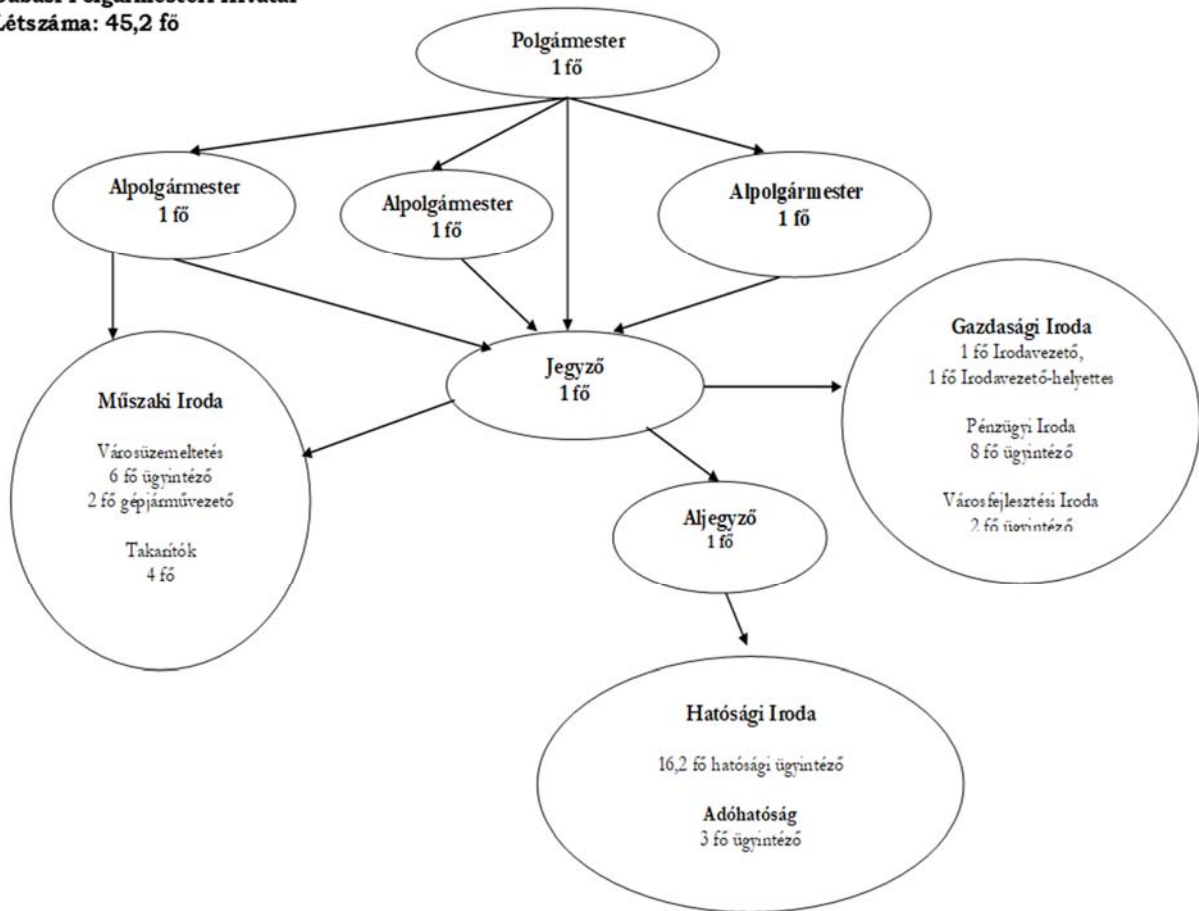 Létszáma: 45,2 fő
Polgármester
1 fő
Alpolgármester
1 fő
Alpolgármester
1 fő
Alpolgármester
1 fő
Jegyző
1 fő
Gazdasági Iroda
1 fő Irodavezető,
1 fő Irodavezető-helyettes
Pénzügyi Iroda
8 fő ügyintéző
Városfejlesztési Iroda
2 fő ügyintéző
Műszaki Iroda
Városüzemeltetés
6 fő ügyintéző
2 fő gépjárművezető
Takarítók
4 fő
Aljegyző
1 fő
Hatósági Iroda
16,2 fő hatósági ügyintéző
Adóhatóság
3 fő ügyintéző